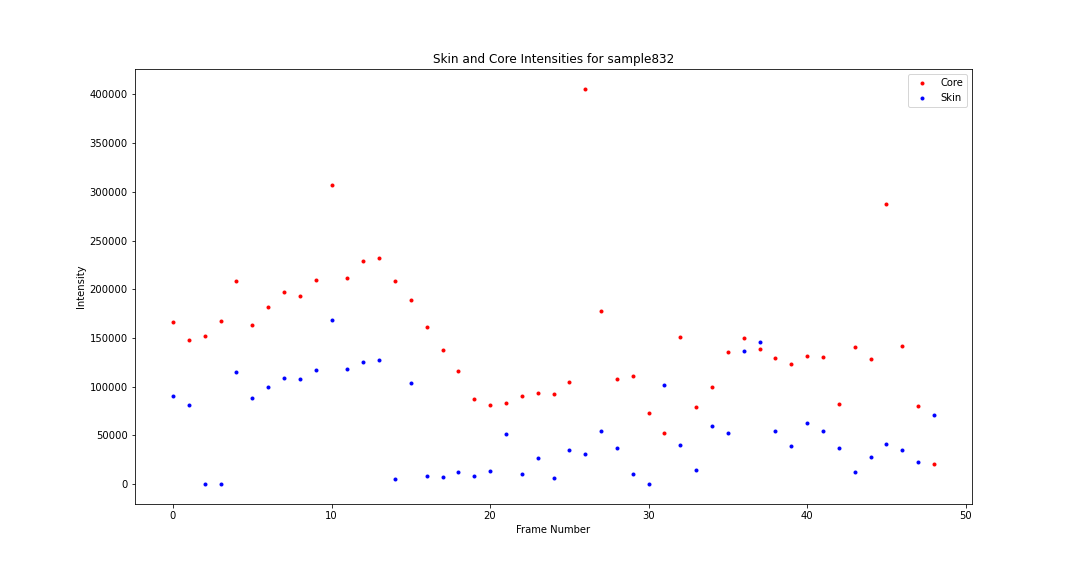 Skin and Core Intensities for sample832
Core
Skin
400000
350000
300000
250000
200000
150000
100000
50000
0
Intensity
0 10 20 30 40 50
Frame Number